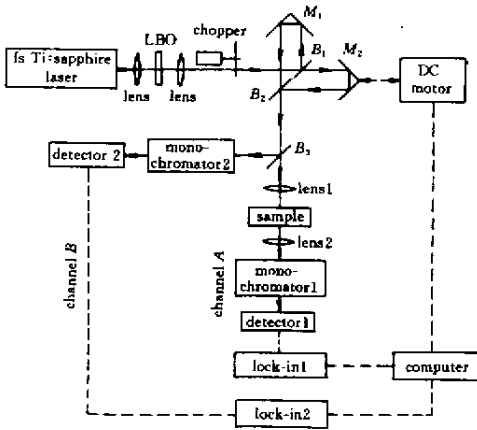 chopper
M₁
LBO
fs Ti:sapphire
laser
lens
lens
B₁
M₂
B₂
DC
motor
detector 2
mono-
chromator2
B₃
lens1
sample
lens2
channel A
channel B
mono-
chromator1
detector1
lock-in1
computer
lock-in2